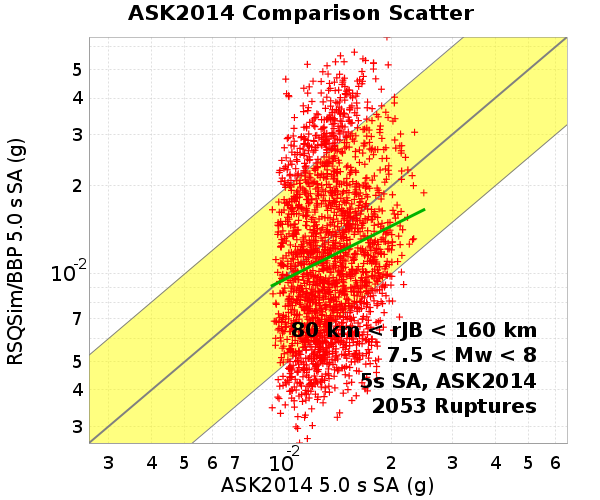 ASK2014 Comparison Scatter
RSQSim/BBP 5.0 s SA (g)
5
4
3
2
10-2
7
5
4
3
80 km < rJB < 160 km
7.5 < Mw < 8
5s SA, ASK2014
2053 Ruptures
3 4 5 6 7 10-2 2 3 4 5 6
ASK2014 5.0 s SA (g)